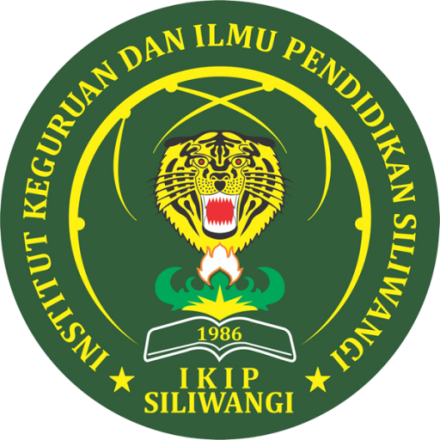 INSTITUT KEGURUAN DAN ILMU PENDIDIKAN SILIWANGI
1986
IKIP
SILIWANGI